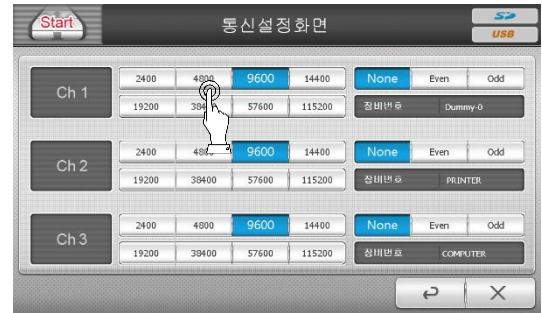 Start
통신설정화면
SD
USB
Ch 1
2400 4800 9600 14400 None Even Odd
19200 38400 57600 115200 장비번호 Dummy-0
Ch 2
2400 4800 9600 14400 None Even Odd
19200 38400 57600 115200 장비번호 PRINTER
Ch 3
2400 4800 9600 14400 None Even Odd
19200 38400 57600 115200 장비번호 COMPUTER